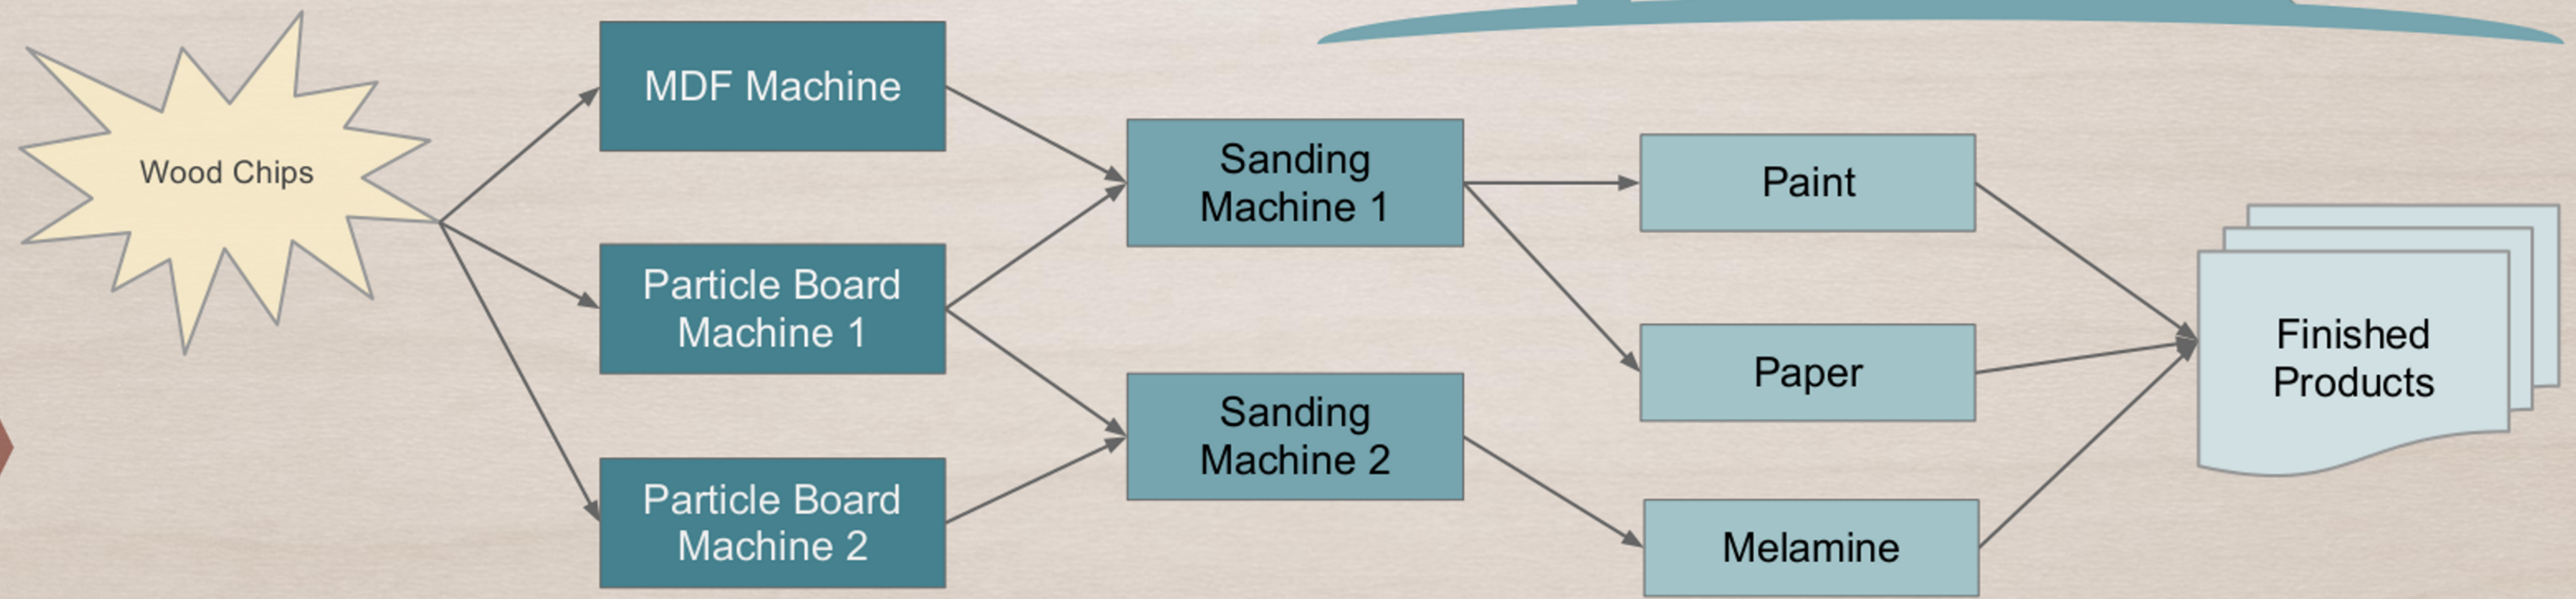 Wood Chips
MDF Machine
Particle Board
Machine 1
Particle Board
Machine 2
Sanding
Machine 1
Sanding
Machine 2
Paint
Paper
Melamine
Finished
Products